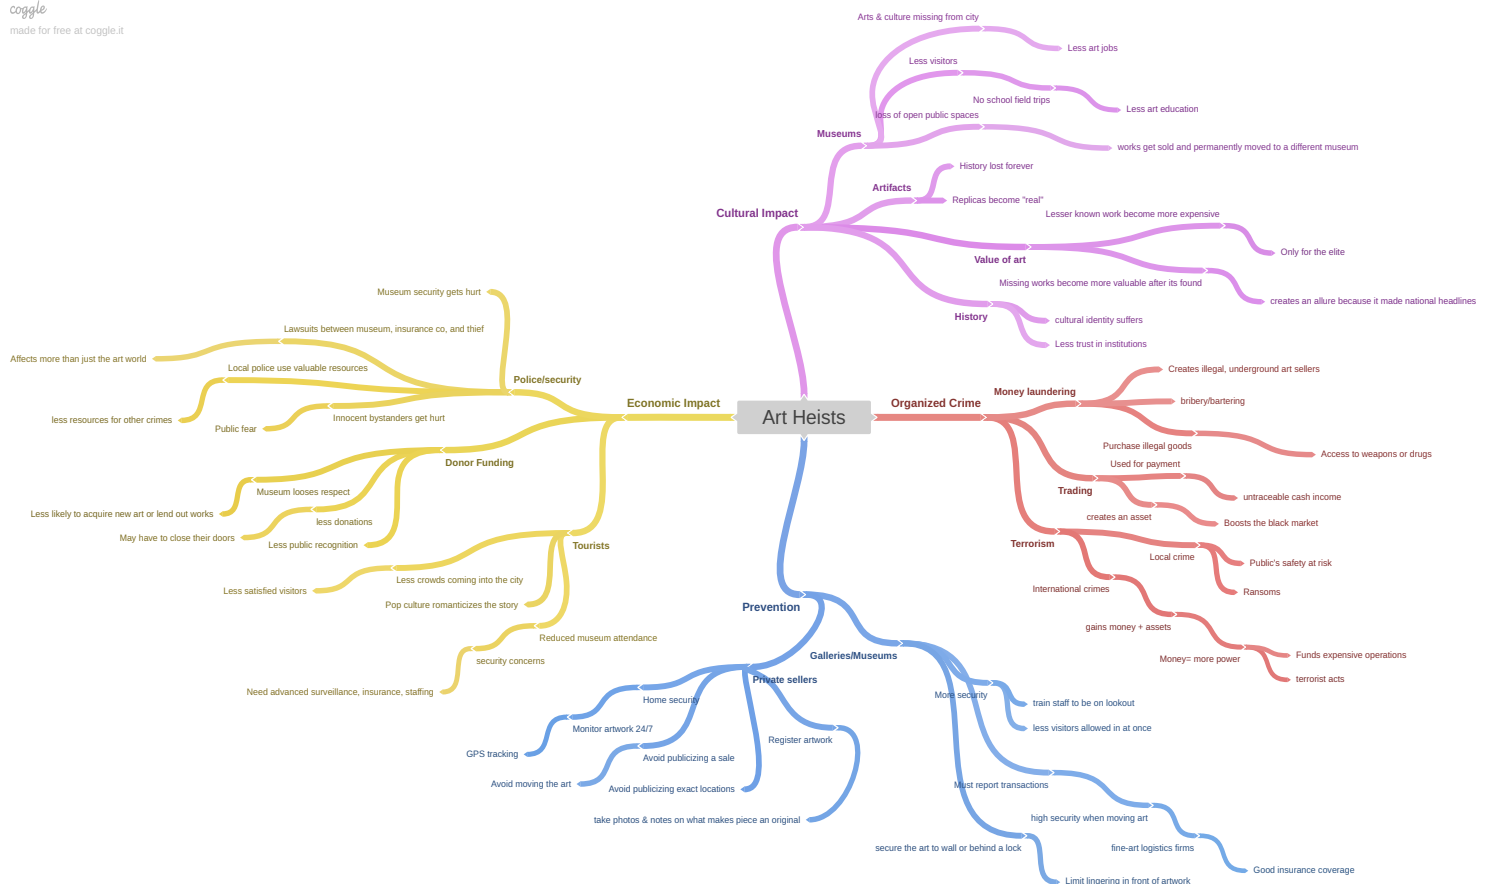 coggle
made for free at coggle.it
Art Heists
Cultural Impact
Museums
Arts & culture missing from city
Less art jobs
Less visitors
No school field trips
Less art education
loss of open public spaces
works get sold and permanently moved to a different museum
Artifacts
History lost forever
Replicas become "real"
Value of art
Lesser known work become more expensive
Only for the elite
Missing works become more valuable after its found
creates an allure because it made national headlines
History
cultural identity suffers
Less trust in institutions
Organized Crime
Money laundering
Creates illegal, underground art sellers
bribery/bartering
Purchase illegal goods
Access to weapons or drugs
Trading
Used for payment
untraceable cash income
creates an asset
Boosts the black market
Terrorism
Local crime
Public's safety at risk
Ransoms
International crimes
gains money + assets
Money= more power
Funds expensive operations
terrorist acts
Economic Impact
Police/security
Museum security gets hurt
Lawsuits between museum, insurance co, and thief
Affects more than just the art world
Local police use valuable resources
less resources for other crimes
Innocent bystanders get hurt
Public fear
Donor Funding
Museum looses respect
Less likely to acquire new art or lend out works
less donations
May have to close their doors
Less public recognition
Tourists
Less crowds coming into the city
Less satisfied visitors
Pop culture romanticizes the story
Reduced museum attendance
security concerns
Need advanced surveillance, insurance, staffing
Prevention
Galleries/Museums
More security
train staff to be on lookout
less visitors allowed in at once
Must report transactions
high security when moving art
fine-art logistics firms
Good insurance coverage
secure the art to wall or behind a lock
Limit lingering in front of artwork
Private sellers
Home security
Monitor artwork 24/7
GPS tracking
Avoid publicizing a sale
Avoid moving the art
Avoid publicizing exact locations
Register artwork
take photos & notes on what makes piece an original